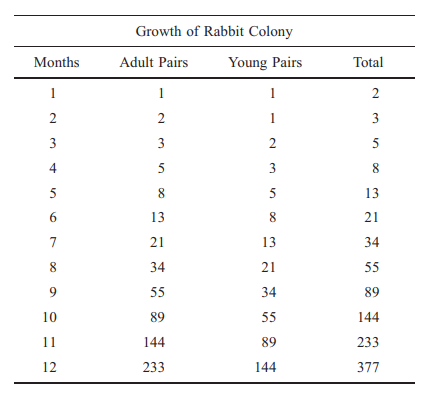 Growth of Rabbit Colony
Months Adult Pairs Young Pairs Total
1 1 1 2
2 2 1 3
3 3 2 5
4 5 3 8
5 8 5 13
6 13 8 21
7 21 13 34
8 34 21 55
9 55 34 89
10 89 55 144
11 144 89 233
12 233 144 377